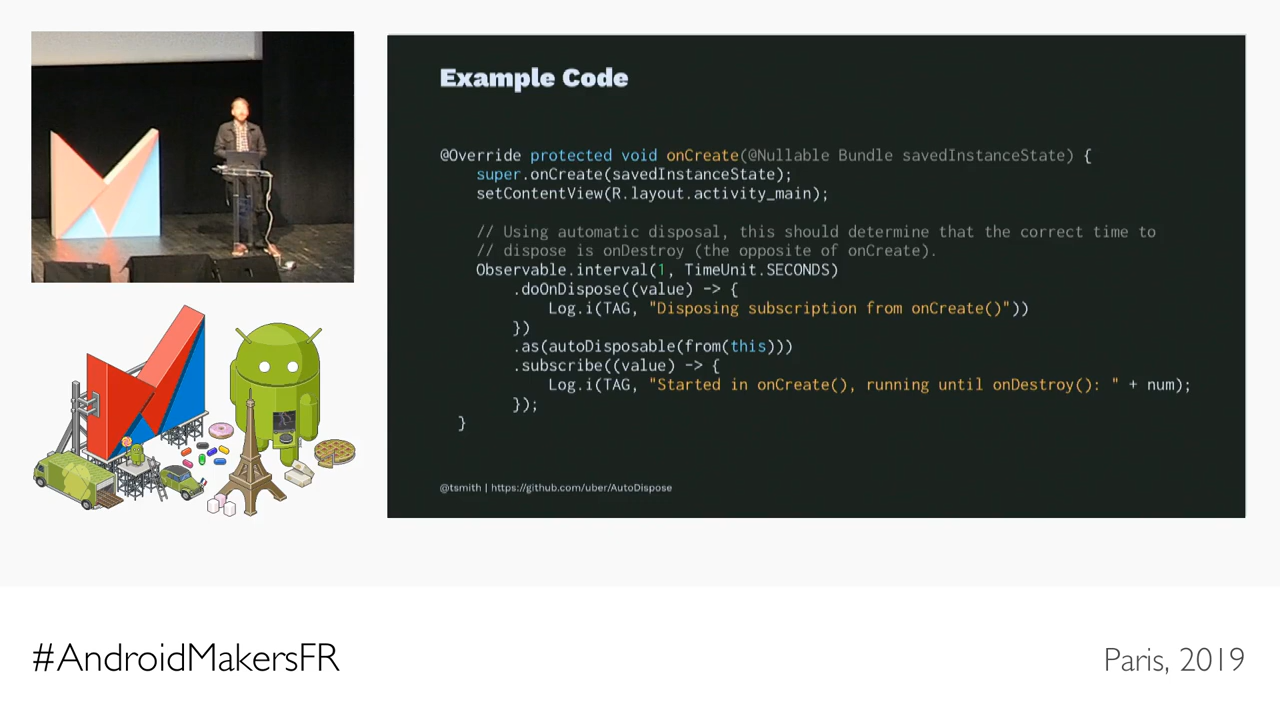 Example Code
@Override protected void onCreate(@Nullable Bundle savedInstanceState) {
super.onCreate(savedInstanceState);
setContentView(R.layout.activity_main);
// Using automatic disposal, this should determine that the correct time to
// dispose is onDestroy (the opposite of onCreate).
Observable.interval(1, TimeUnit.SECONDS)
.doOnDispose((value) -> {
Log.i(TAG, "Disposing subscription from onCreate()"))
})
.as(autoDisposable(from(this)))
.subscribe((value) -> {
Log.i(TAG, "Started in onCreate(), running until onDestroy(): " + num);
});
}
@tsmith | https://github.com/uber/AutoDispose
#AndroidMakersFR
Paris, 2019